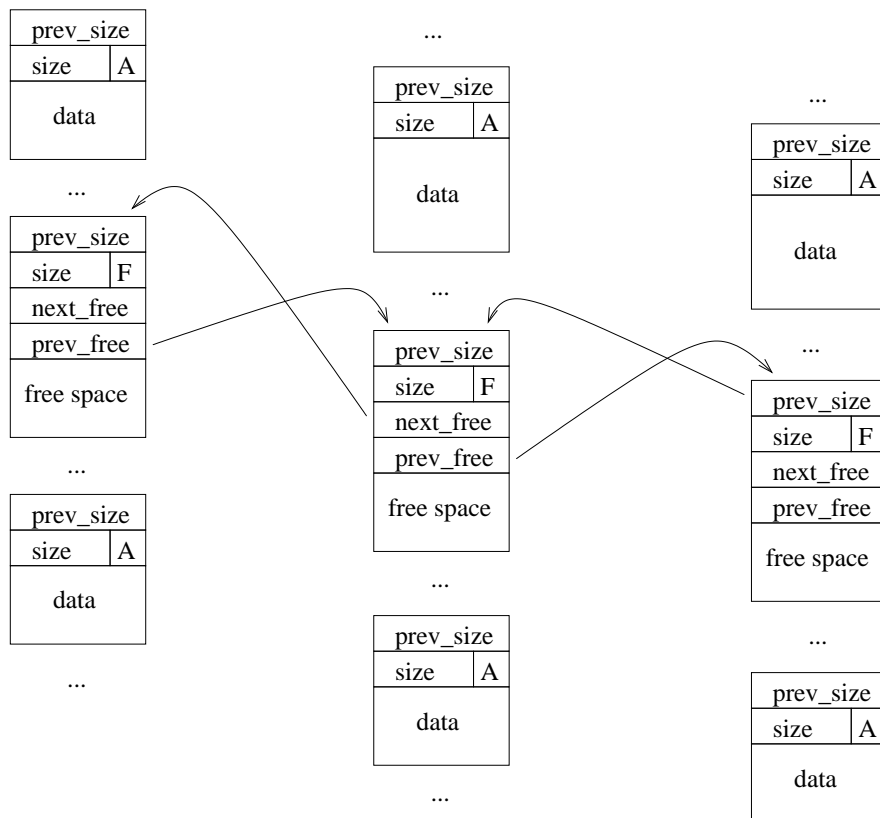 prev_size
size A
data
...
prev_size
size F
next_free
prev_free
free space
...
prev_size
size A
data
...
...
prev_size
size A
data
...
prev_size
size F
next_free
prev_free
free space
...
prev_size
size A
data
...
...
prev_size
size A
data
...
prev_size
size F
next_free
prev_free
free space
...
prev_size
size A
data